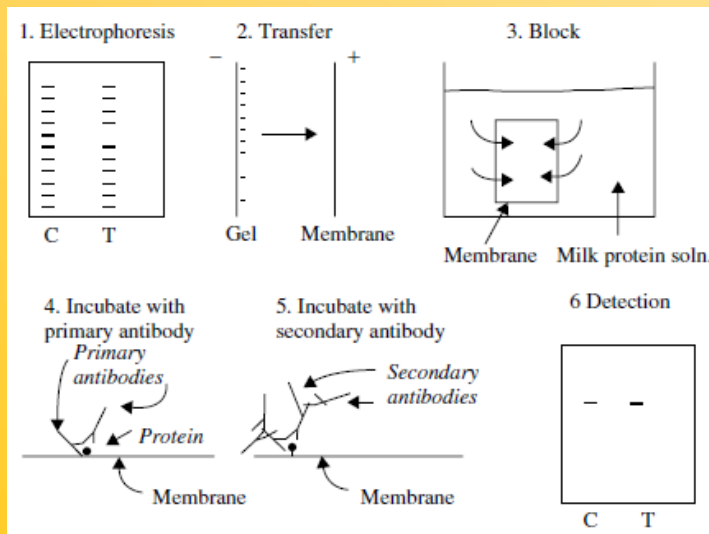 1. Electrophoresis
2. Transfer
3. Block
− +
C T
Gel Membrane
Membrane Milk protein soln.
4. Incubate with
primary antibody
Primary
antibodies
Protein
Membrane
5. Incubate with
secondary antibody
Secondary
antibodies
Membrane
6 Detection
C T